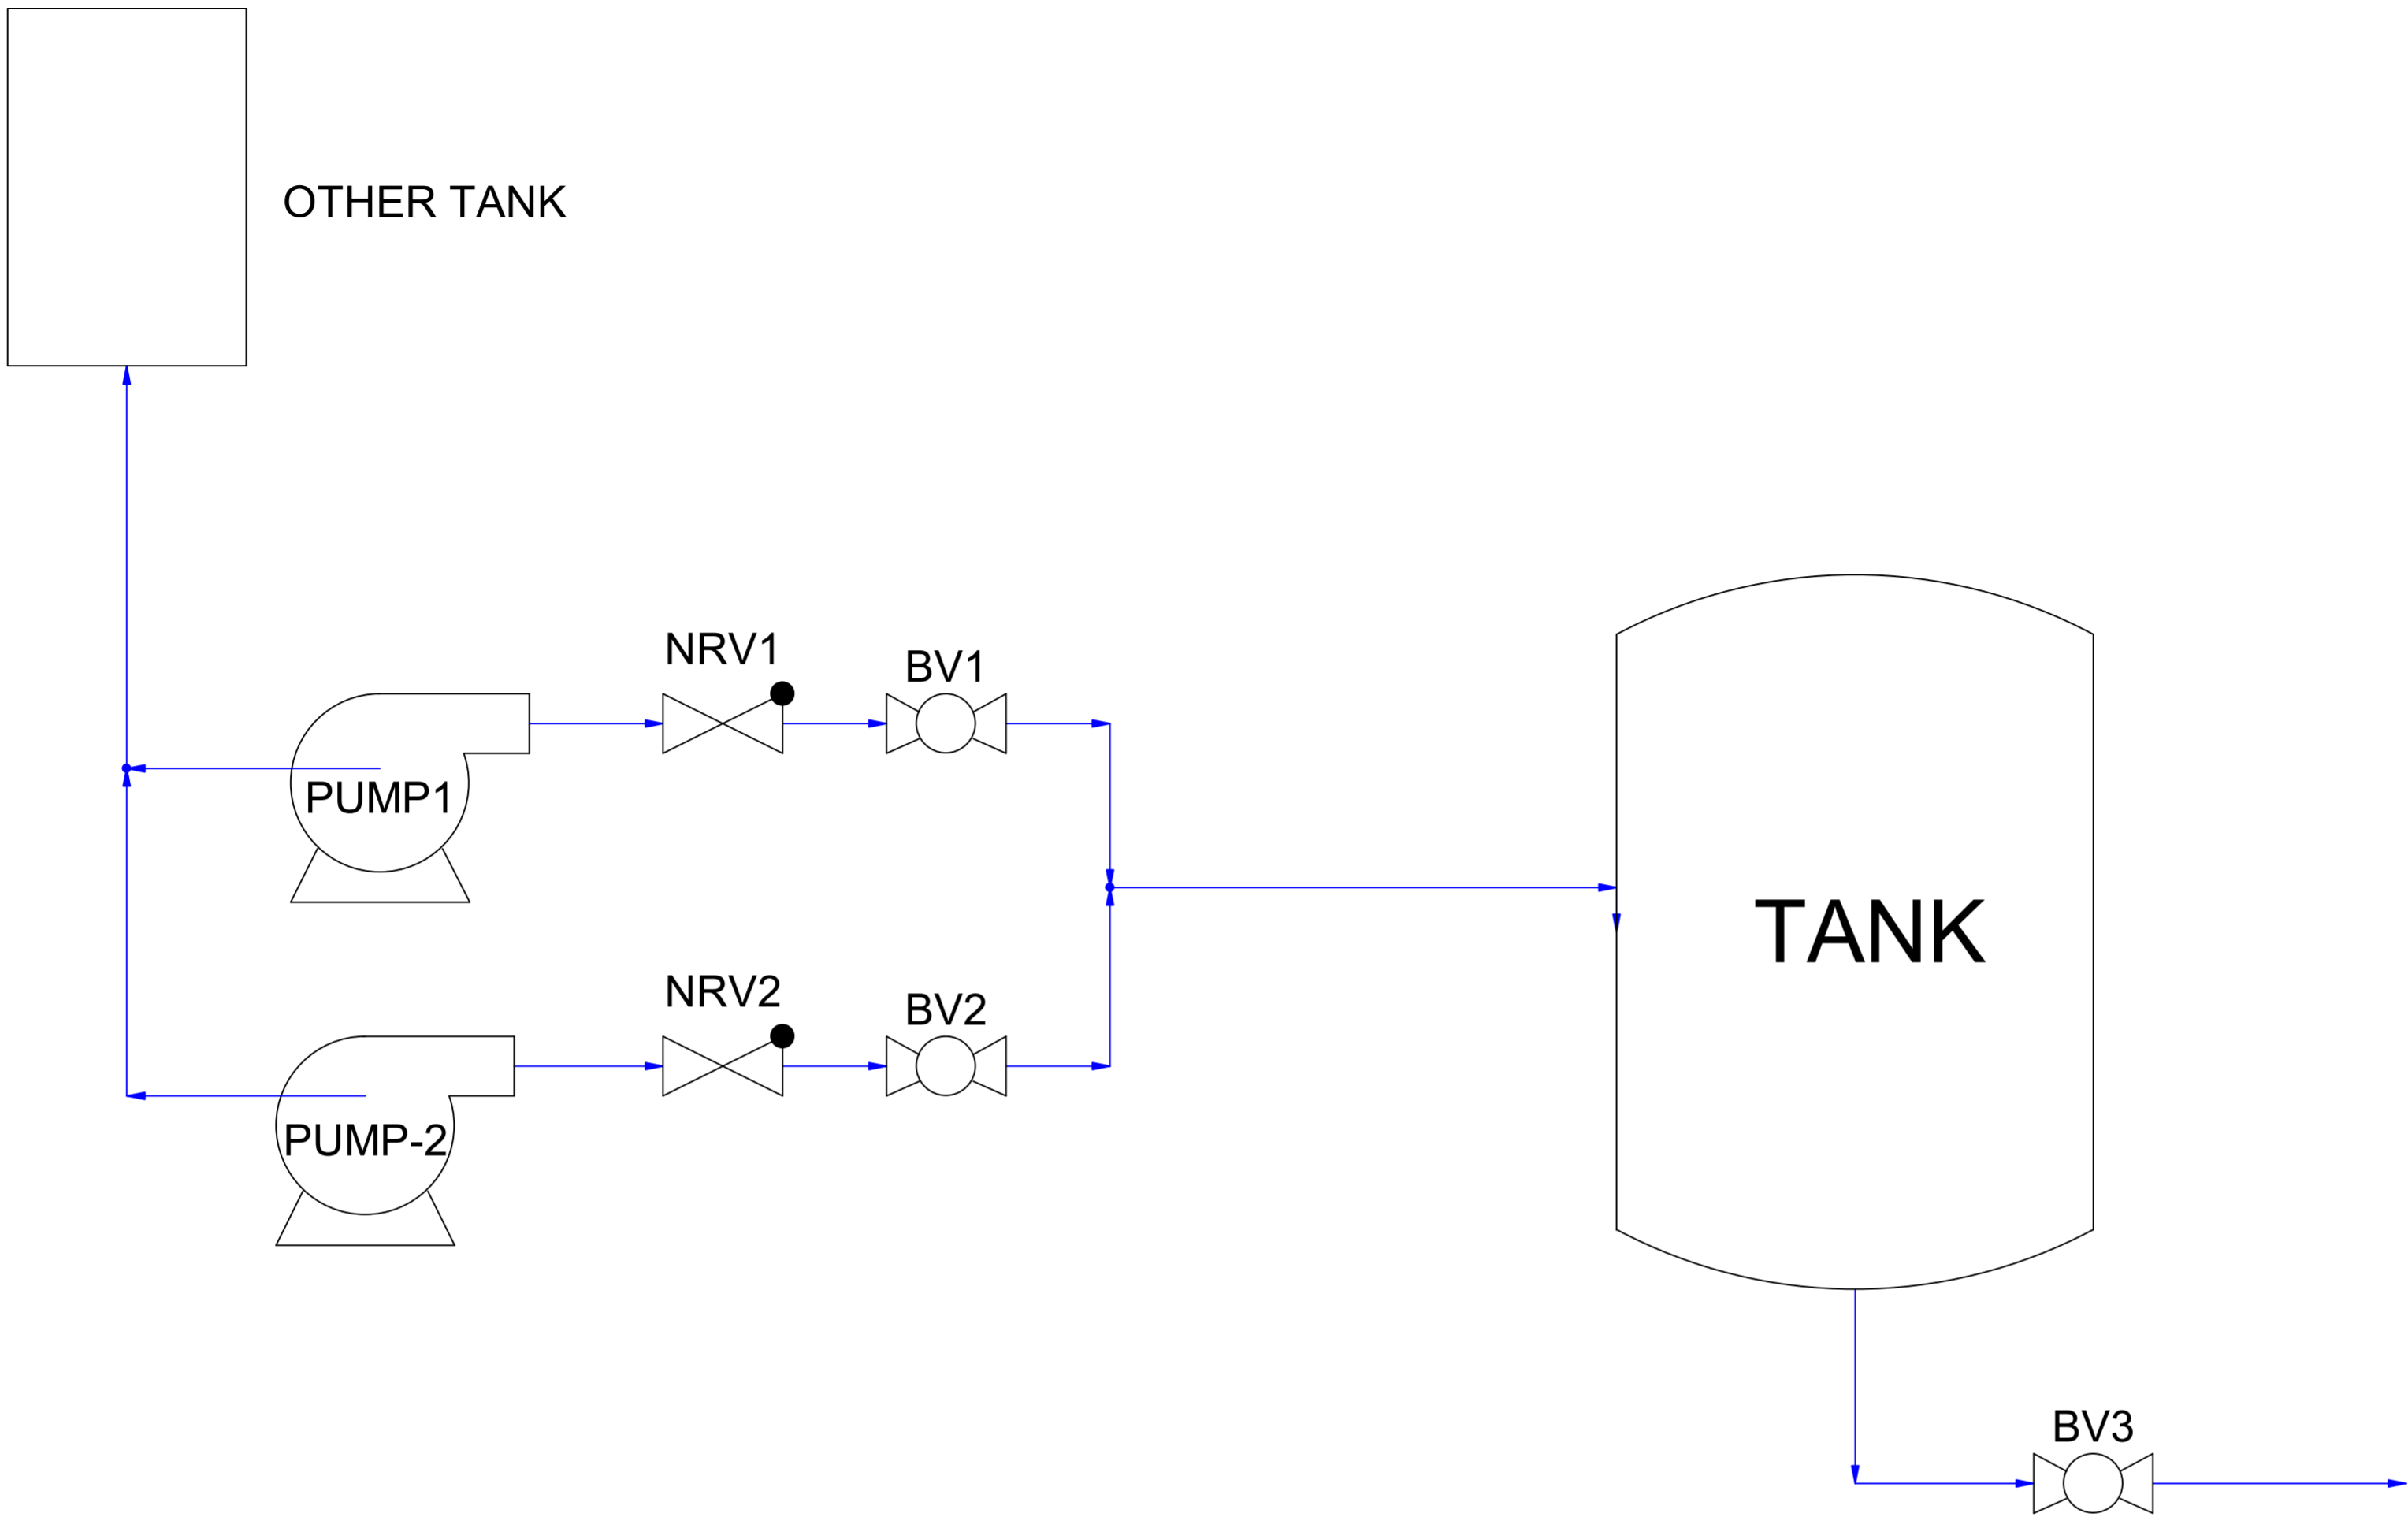 OTHER TANK
NRV1
BV1
PUMP1
TANK
NRV2
BV2
PUMP-2
BV3